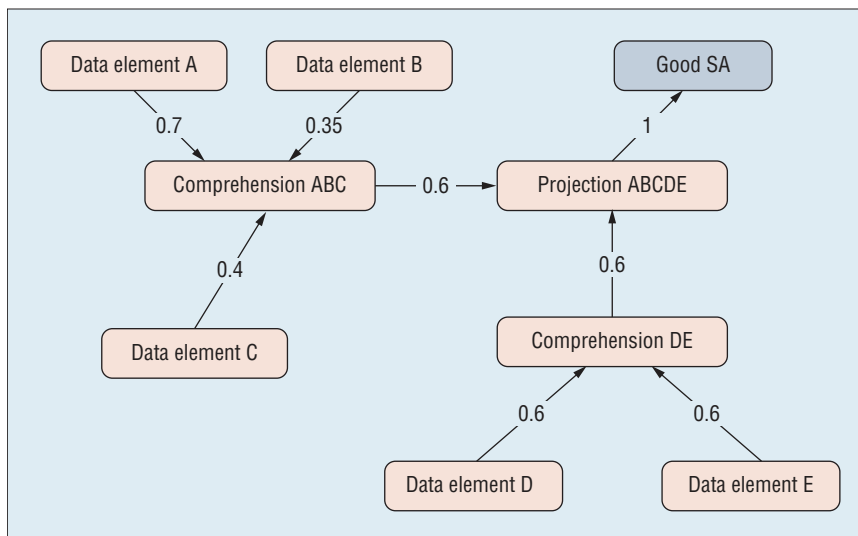 Data element A
Data element B
Good SA
0.7
0.35
1
Comprehension ABC
0.6
Projection ABCDE
0.4
0.6
Data element C
Comprehension DE
0.6
0.6
Data element D
Data element E